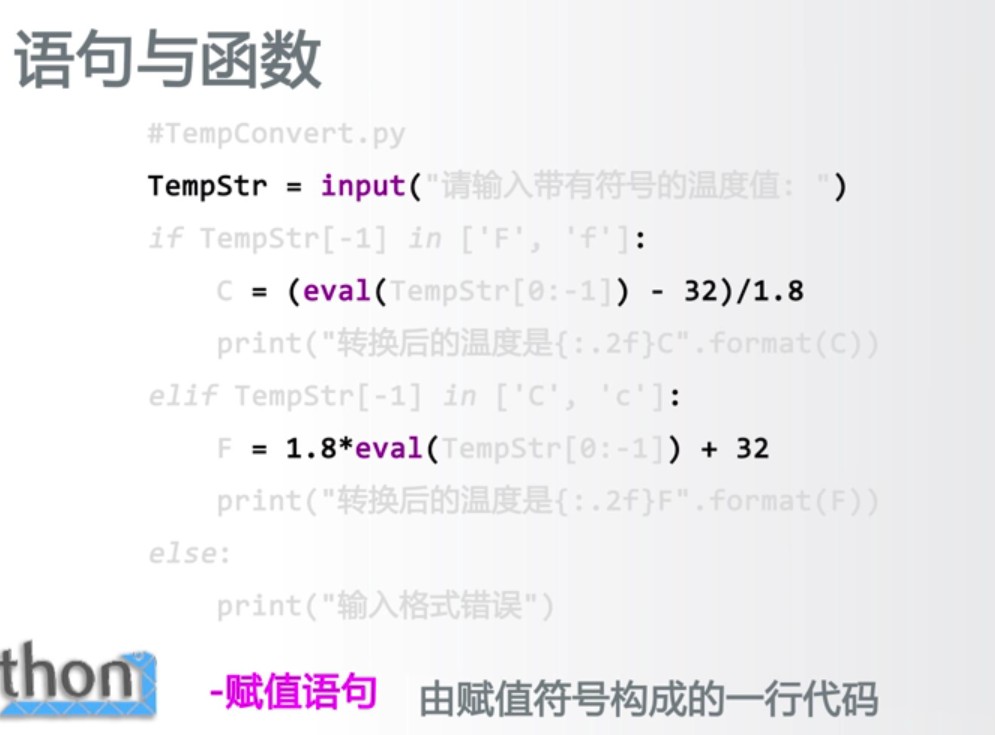 语句与函数
#TempConvert.py
TempStr = input("请输入带有符号的温度值: ")
if TempStr[-1] in ['F', 'f']:
    C = (eval(TempStr[0:-1]) - 32)/1.8
    print("转换后的温度是{:.2f}C".format(C))
elif TempStr[-1] in ['C', 'c']:
    F = 1.8*eval(TempStr[0:-1]) + 32
    print("转换后的温度是{:.2f}F".format(F))
else:
    print("输入格式错误")
thon
-赋值语句 由赋值符号构成的一行代码